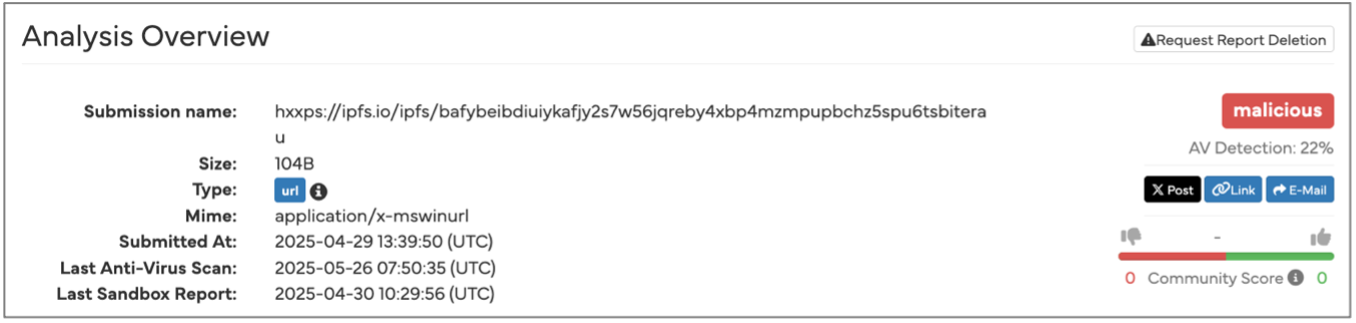 Analysis Overview
Request Report Deletion
Submission name: hxxps://ipfs.io/ipfs/bafybeibdiuiykafjy2s7w56jqreby4xbp4mzmpupbchz5spu6tsbitera
u
Size: 104B
Type: url
Mime: application/x-mswinurl
Submitted At: 2025-04-29 13:39:50 (UTC)
Last Anti-Virus Scan: 2025-05-26 07:50:35 (UTC)
Last Sandbox Report: 2025-04-30 10:29:56 (UTC)
malicious
AV Detection: 22%
X Post Link E-Mail
-
0 Community Score 0